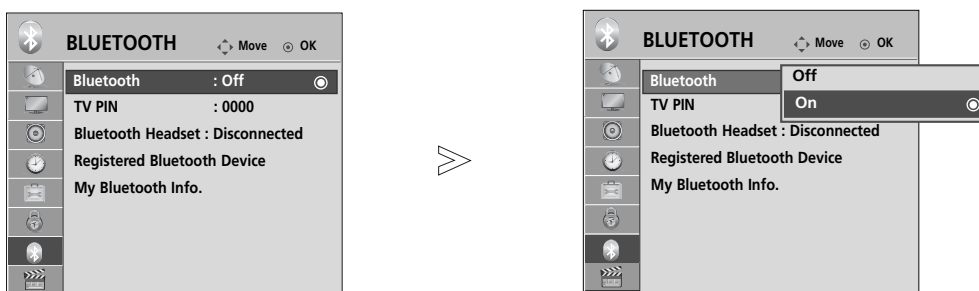 BLUETOOTH Move OK
Bluetooth : Off
TV PIN : 0000
Bluetooth Headset : Disconnected
Registered Bluetooth Device
My Bluetooth Info.
BLUETOOTH Move OK
Bluetooth Off
TV PIN On
Bluetooth Headset : Disconnected
Registered Bluetooth Device
My Bluetooth Info.